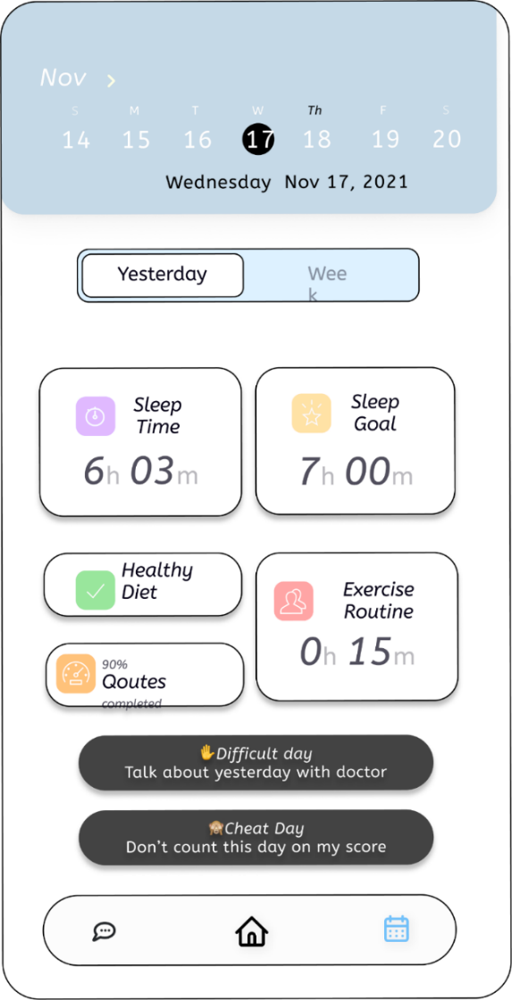 Nov
S M T W Th F S
14 15 16 17 18 19 20
Wednesday Nov 17, 2021
Yesterday
Wee
k
Sleep
Time
6h 03m
Sleep
Goal
7h 00m
Healthy
Diet
90%
Qoutes
completed
Exercise
Routine
0h 15m
✋Difficult day
Talk about yesterday with doctor
🙈Cheat Day
Don't count this day on my score